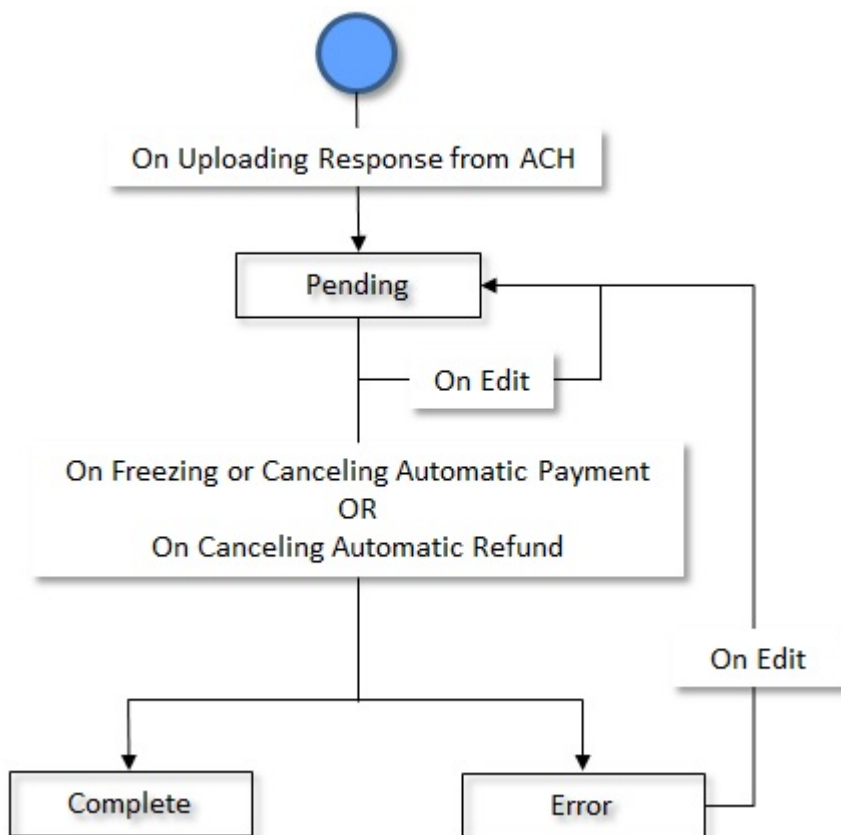 On Uploading Response from ACH
Pending
On Edit
On Freezing or Canceling Automatic Payment
OR
On Canceling Automatic Refund
On Edit
Complete
Error